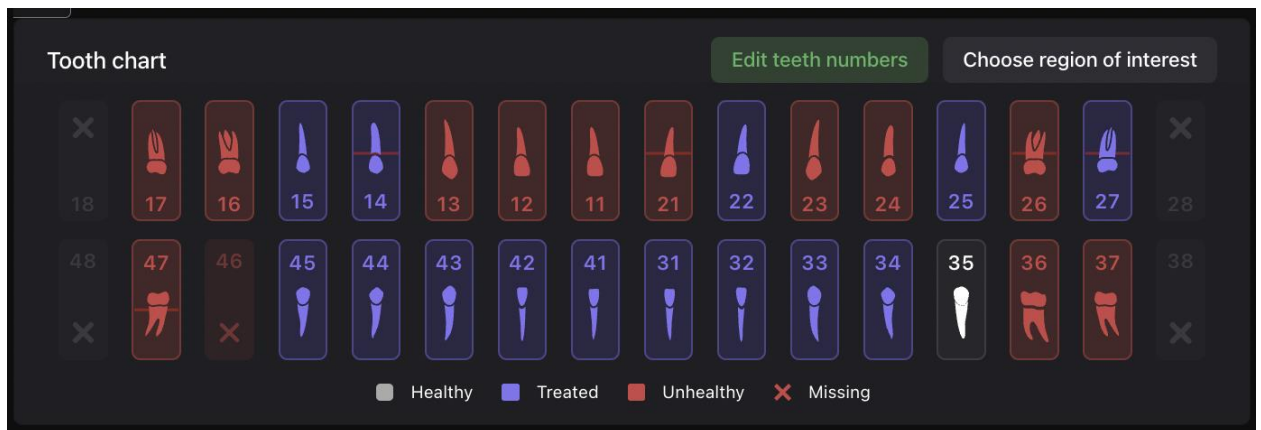 Tooth chart Edit teeth numbers Choose region of interest
18 17 16 15 14 13 12 11 21 22 23 24 25 26 27 28
48 47 46 45 44 43 42 41 31 32 33 34 35 36 37 38
Healthy Treated Unhealthy Missing